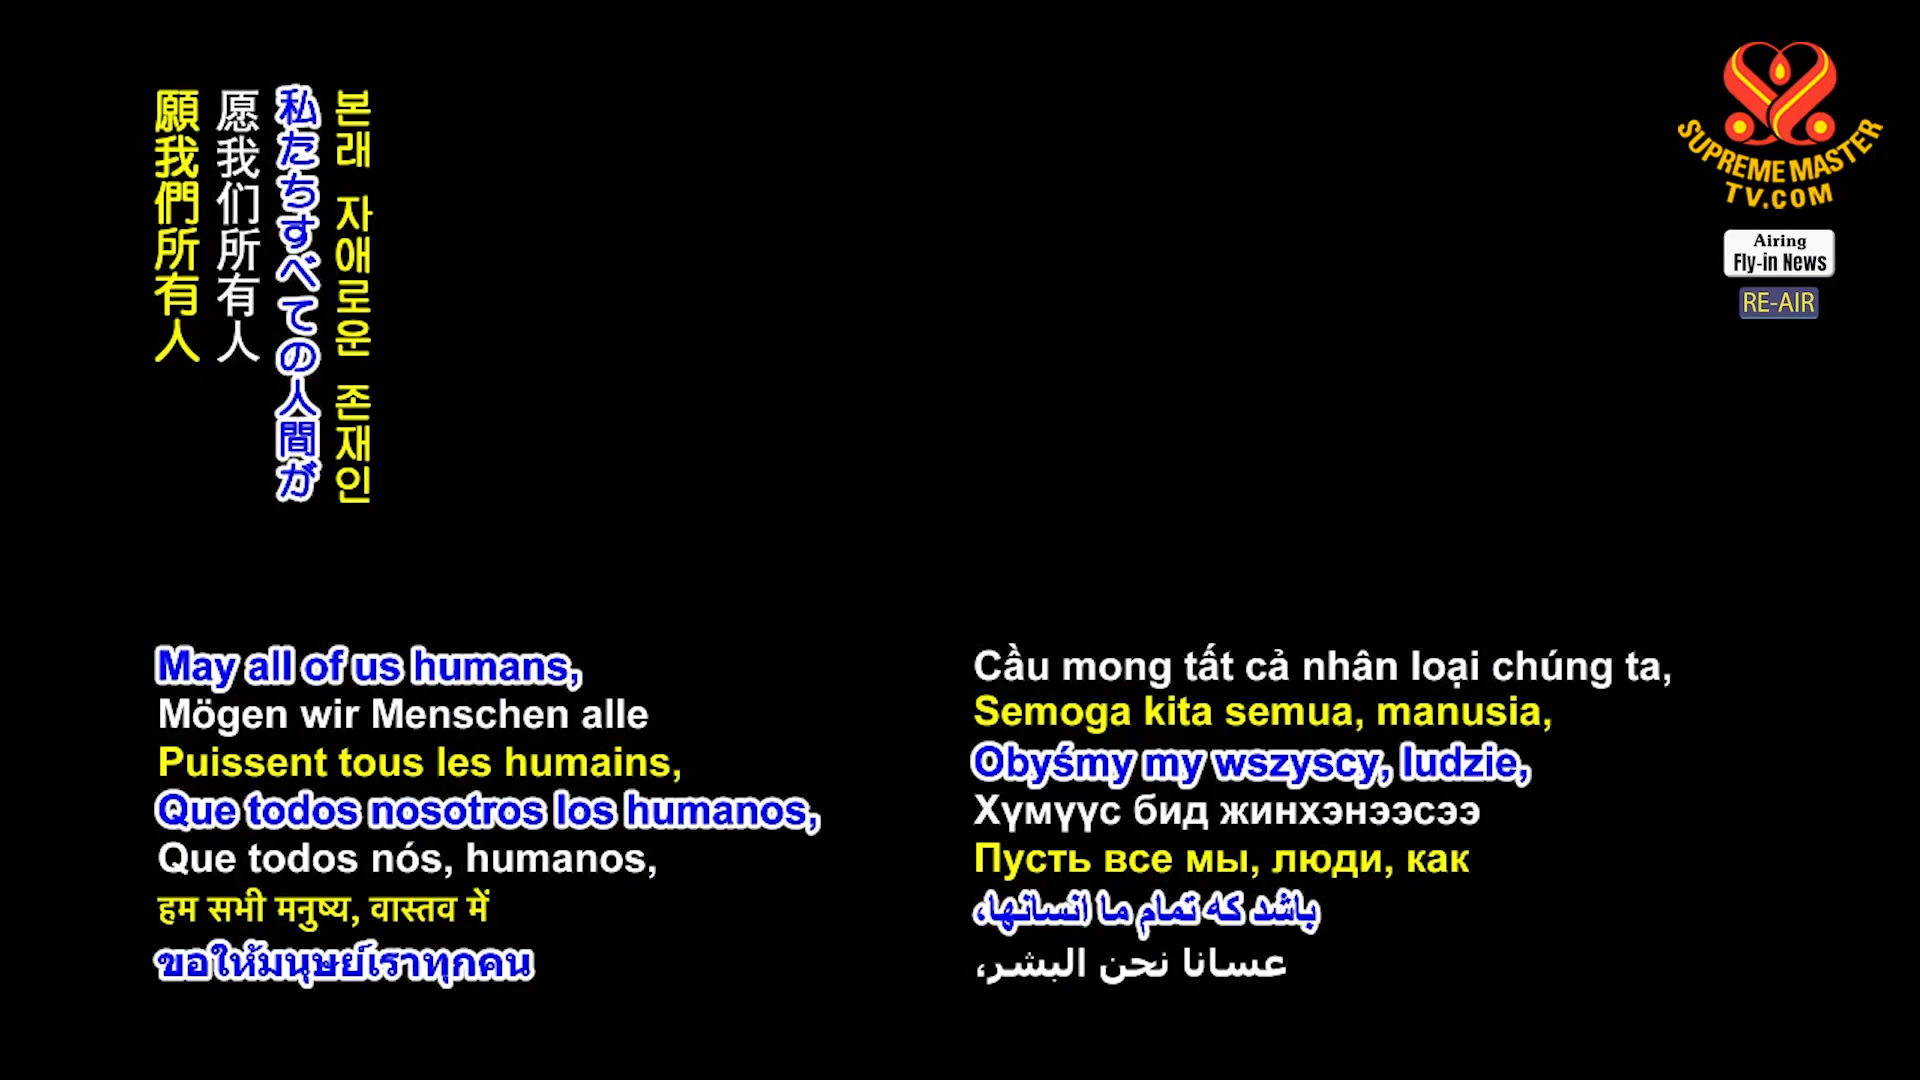 願我們所有人
愿我们所有人
私たちすべての人間が
본래 자애로운 존재인
SUPREME MASTER
TV.COM
Airing
Fly-in News
RE-AIR
May all of us humans,
Mögen wir Menschen alle
Puissent tous les humains,
Que todos nosotros los humanos,
Que todos nós, humanos,
हम सभी मनुष्य, वास्तव में
ขอให้มนุษย์เราทุกคน
Cầu mong tất cả nhân loại chúng ta,
Semoga kita semua, manusia,
Obyśmy my wszyscy, ludzie,
Хүмүүс бид жинхэнээсээ
Пусть все мы, люди, как
باشد که تمام ما انسانها،
عسانا نحن البشر،